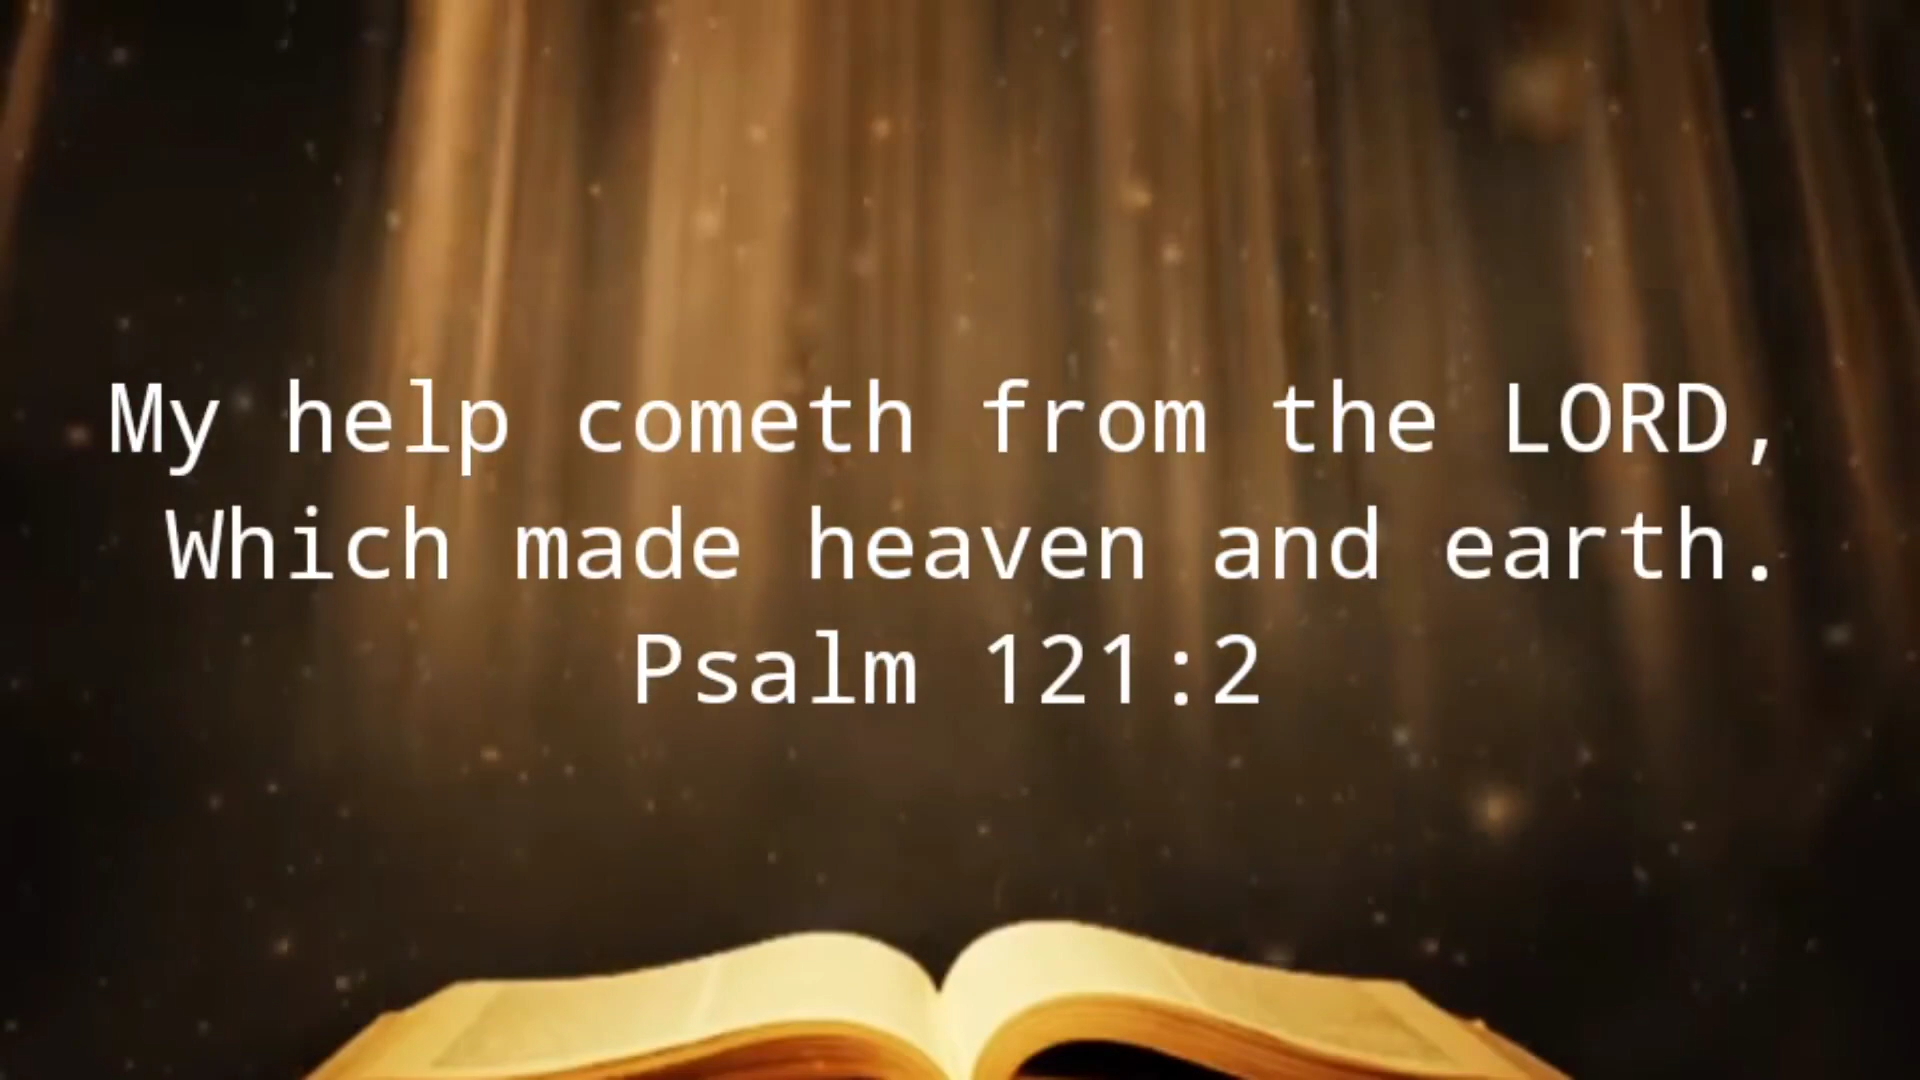 My help cometh from the LORD,
Which made heaven and earth.
Psalm 121:2